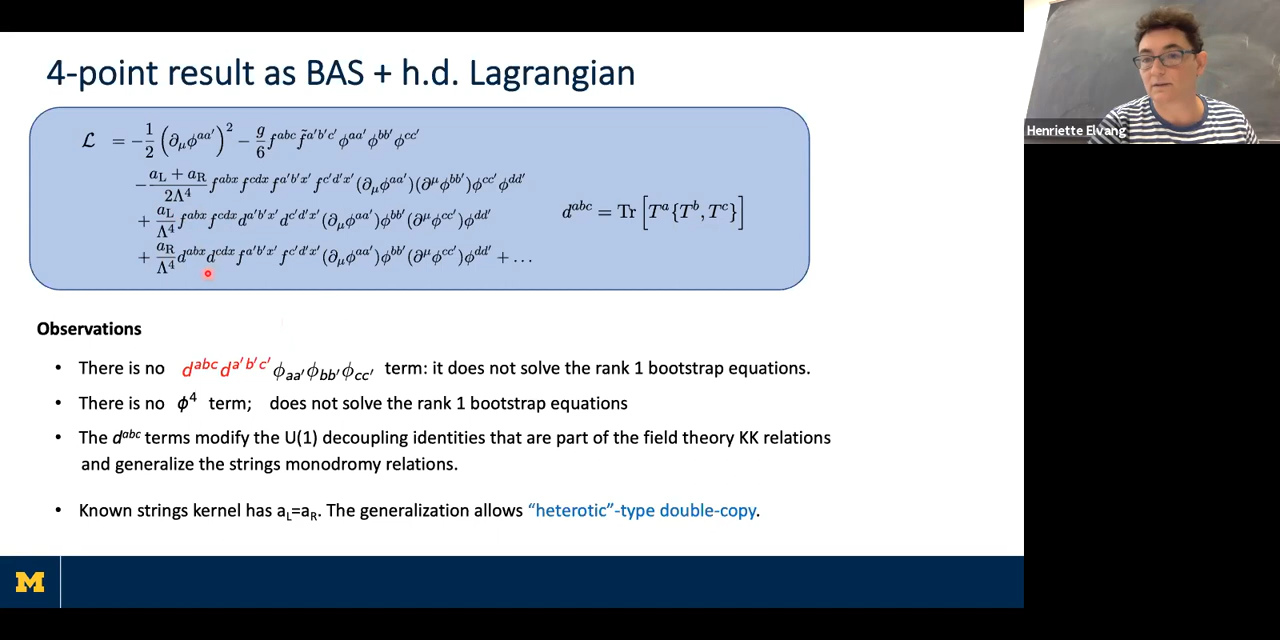 4-point result as BAS + h.d. Lagrangian
Henriette Elvang
ℒ = −1/2 (∂_μ φ^{aa′})² − g/6 f^{abc} f̃^{a′b′c′} φ^{aa′} φ^{bb′} φ^{cc′}
− (a_L + a_R)/(2Λ⁴) f^{abx} f^{cdx} f^{a′b′x′} f^{c′d′x′} (∂_μ φ^{aa′})(∂^μ φ^{bb′}) φ^{cc′} φ^{dd′}
+ a_L/Λ⁴ f^{abx} f^{cdx} d^{a′b′x′} d^{c′d′x′} (∂_μ φ^{aa′}) φ^{bb′} (∂^μ φ^{cc′}) φ^{dd′}
d^{abc} = Tr[T^a{T^b, T^c}]
+ a_R/Λ⁴ d^{abx} d^{cdx} f^{a′b′x′} f^{c′d′x′} (∂_μ φ^{aa′}) φ^{bb′} (∂^μ φ^{cc′}) φ^{dd′} + …
Observations
• There is no d^{abc} d^{a′b′c′} ϕ_{aa′} ϕ_{bb′} ϕ_{cc′} term: it does not solve the rank 1 bootstrap equations.
• There is no ϕ⁴ term; does not solve the rank 1 bootstrap equations
• The d^{abc} terms modify the U(1) decoupling identities that are part of the field theory KK relations
and generalize the strings monodromy relations.
• Known strings kernel has a_L=a_R. The generalization allows “heterotic”-type double-copy.
M